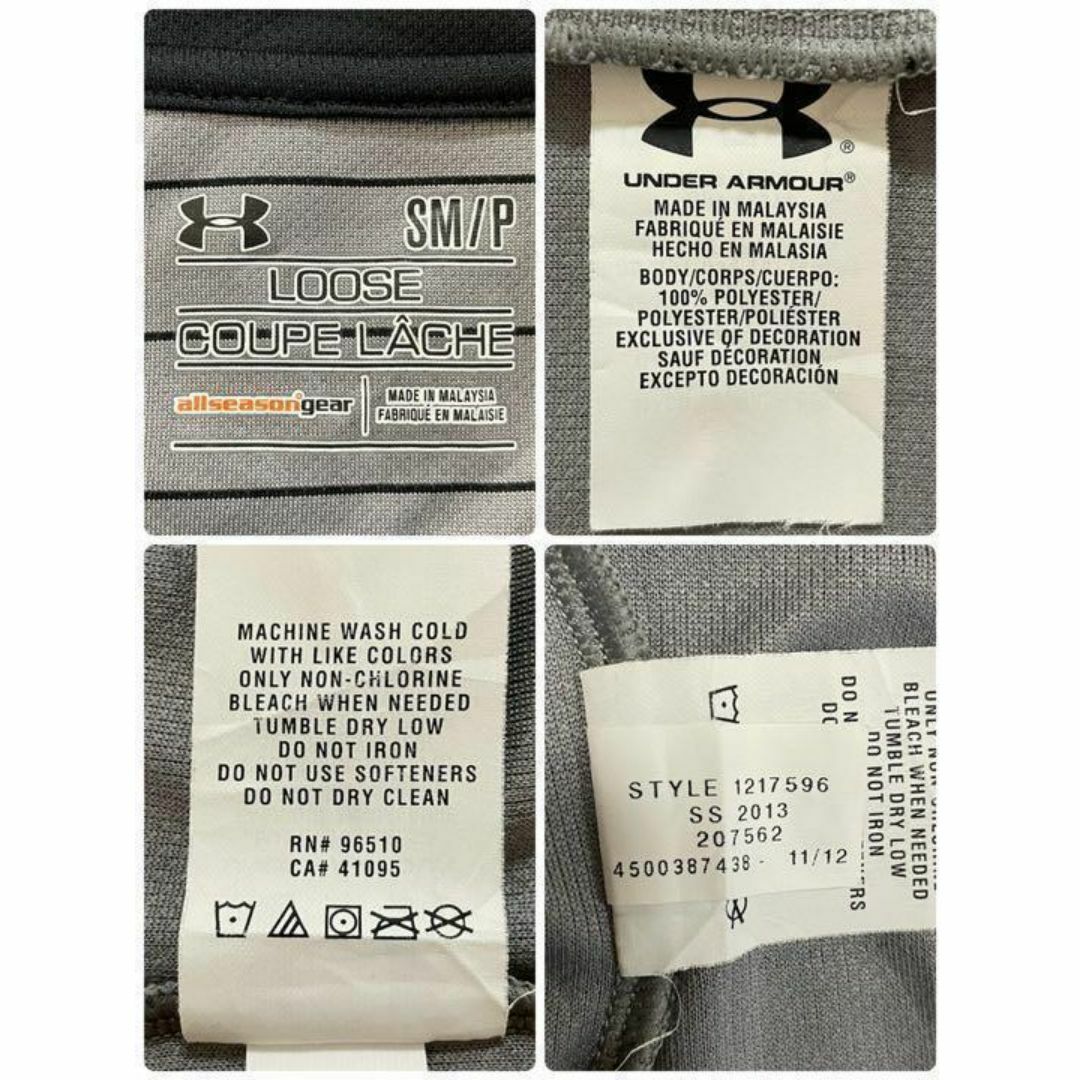 SM/P
LOOSE
COUPE LÂCHE
allseasongear
MADE IN MALAYSIA
FABRIQUÉ EN MALAISIE
®
UNDER ARMOUR®
MADE IN MALAYSIA
FABRIQUÉ EN MALAISIE
HECHO EN MALASIA
BODY/CORPS/CUERPO:
100% POLYESTER/
POLYESTER/POLIÉSTER
EXCLUSIVE OF DECORATION
SAUF DÉCORATION
EXCEPTO DECORACIÓN
MACHINE WASH COLD
WITH LIKE COLORS
ONLY NON-CHLORINE
BLEACH WHEN NEEDED
TUMBLE DRY LOW
DO NOT IRON
DO NOT USE SOFTENERS
DO NOT DRY CLEAN
RN# 96510
CA# 41095
STYLE 1217596
SS 2013
207562
4500387438 - 11/12
BLEACH WHEN NEEDED
TUMBLE DRY LOW
DO NOT IRON
DO N